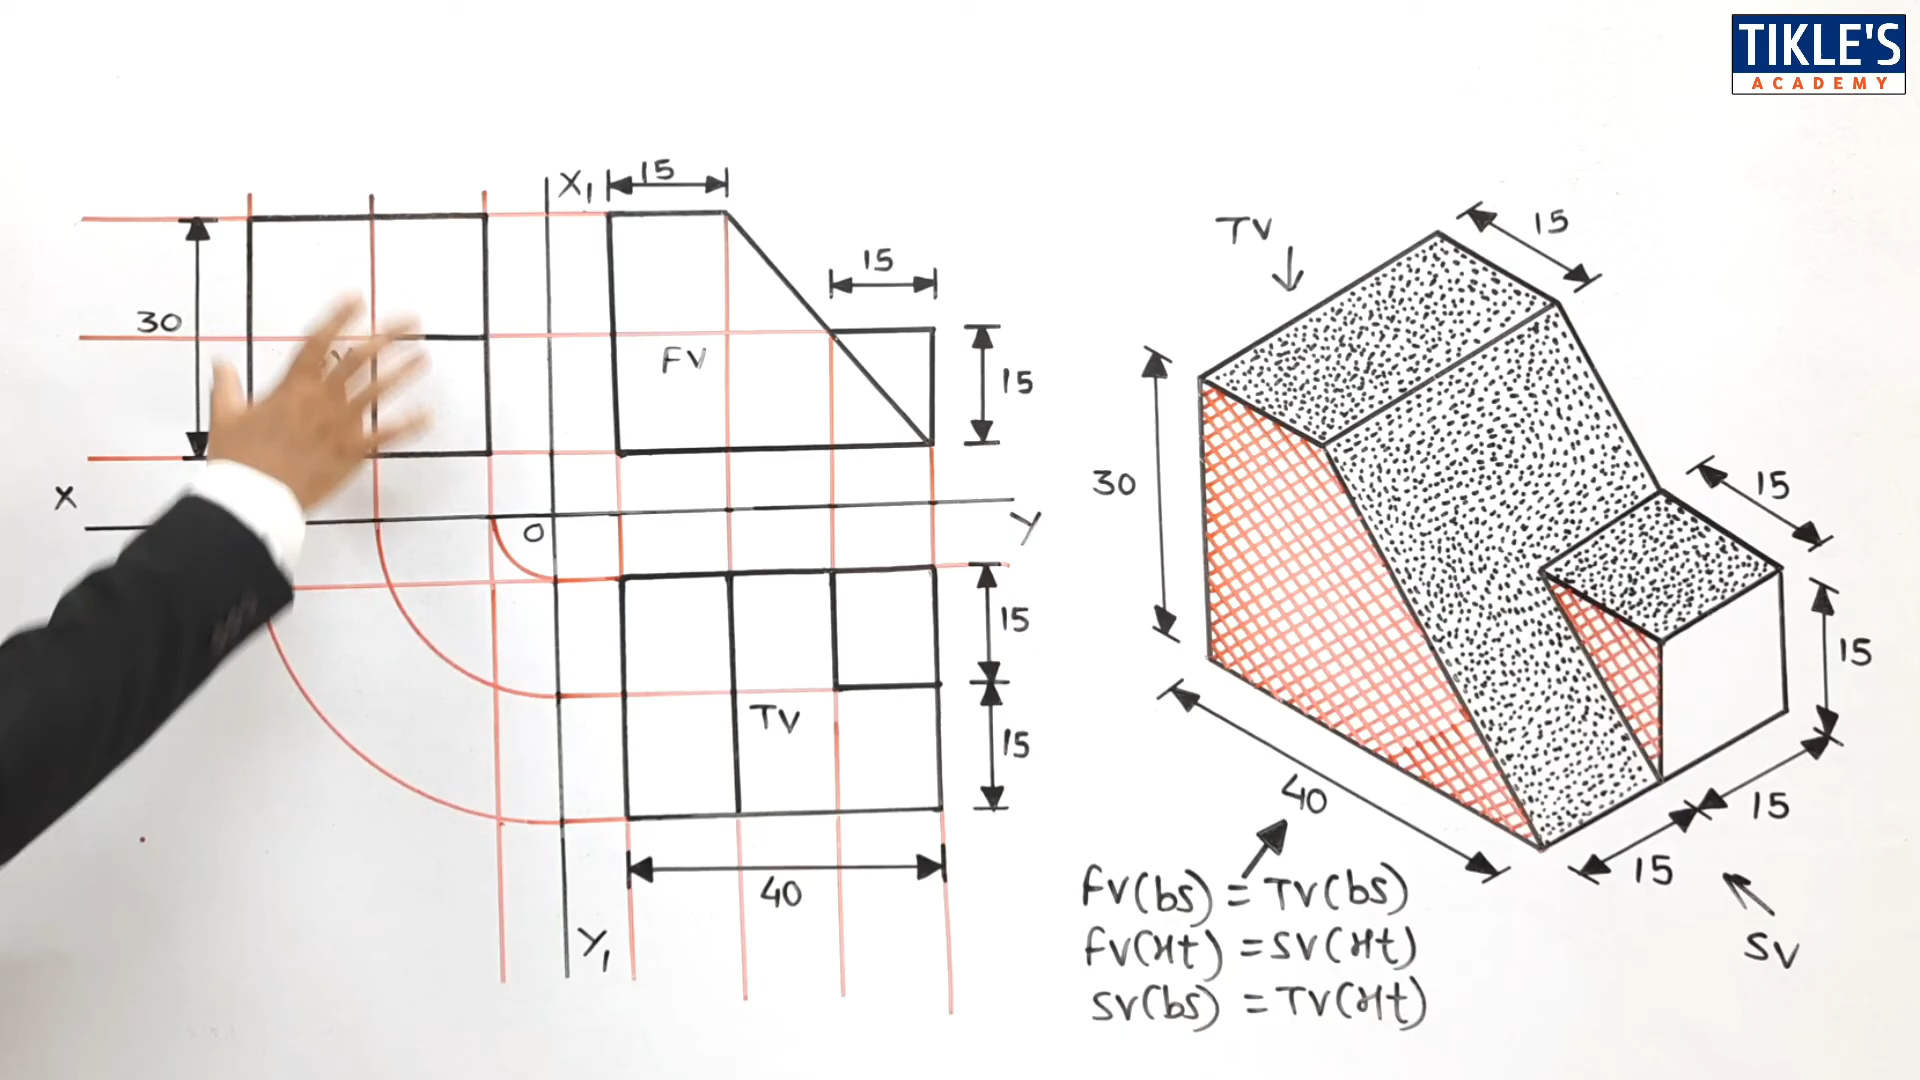 TIKLE'S
ACADEMY
X₁
15
15
30
FV
15
X
O
Y
15
TV
15
40
Y₁
TV
15
15
30
15
40
15
15
SV
FV(bs) = TV(bs)
FV(Ht) = SV(Ht)
SV(bs) = TV(Ht)